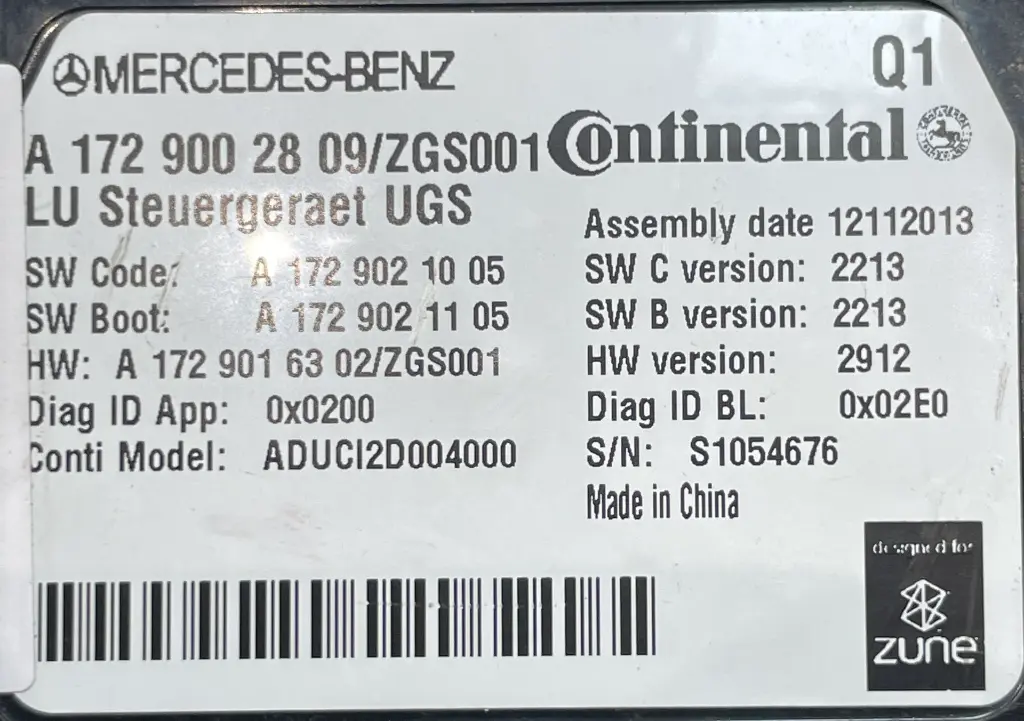 MERCEDES-BENZ
Q1
A 172 900 28 09/ZGS001
Continental
LU Steuergeraet UGS
Assembly date 12112013
SW Code: A 172 902 10 05
SW C version: 2213
SW Boot: A 172 902 11 05
SW B version: 2213
HW: A 172 901 63 02/ZGS001
HW version: 2912
Diag ID App: 0x0200
Diag ID BL: 0x02E0
Conti Model: ADUCI2D004000
S/N: S1054676
Made in China
designed for
zune